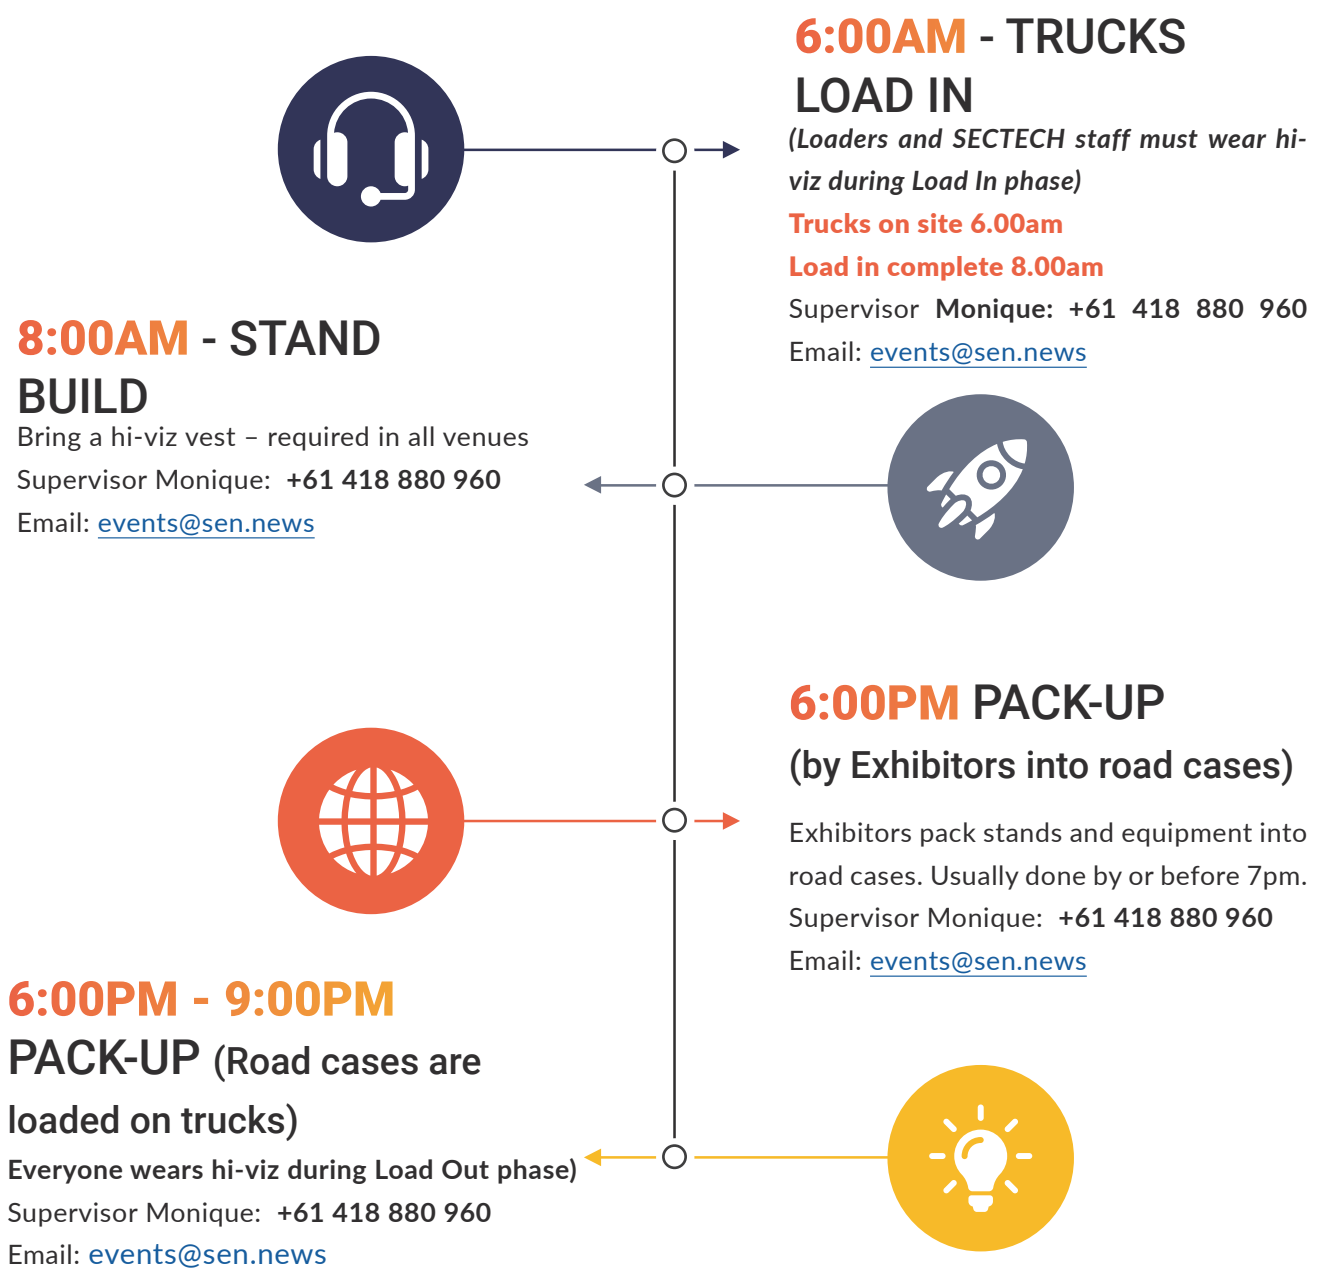 6:00AM - TRUCKS
LOAD IN
(Loaders and SECTECH staff must wear hi-
viz during Load In phase)
Trucks on site 6.00am
Load in complete 8.00am
Supervisor Monique: +61 418 880 960
Email: events@sen.news
8:00AM - STAND
BUILD
Bring a hi-viz vest – required in all venues
Supervisor Monique: +61 418 880 960
Email: events@sen.news
6:00PM PACK-UP
(by Exhibitors into road cases)
Exhibitors pack stands and equipment into
road cases. Usually done by or before 7pm.
Supervisor Monique: +61 418 880 960
Email: events@sen.news
6:00PM - 9:00PM
PACK-UP (Road cases are
loaded on trucks)
Everyone wears hi-viz during Load Out phase)
Supervisor Monique: +61 418 880 960
Email: events@sen.news